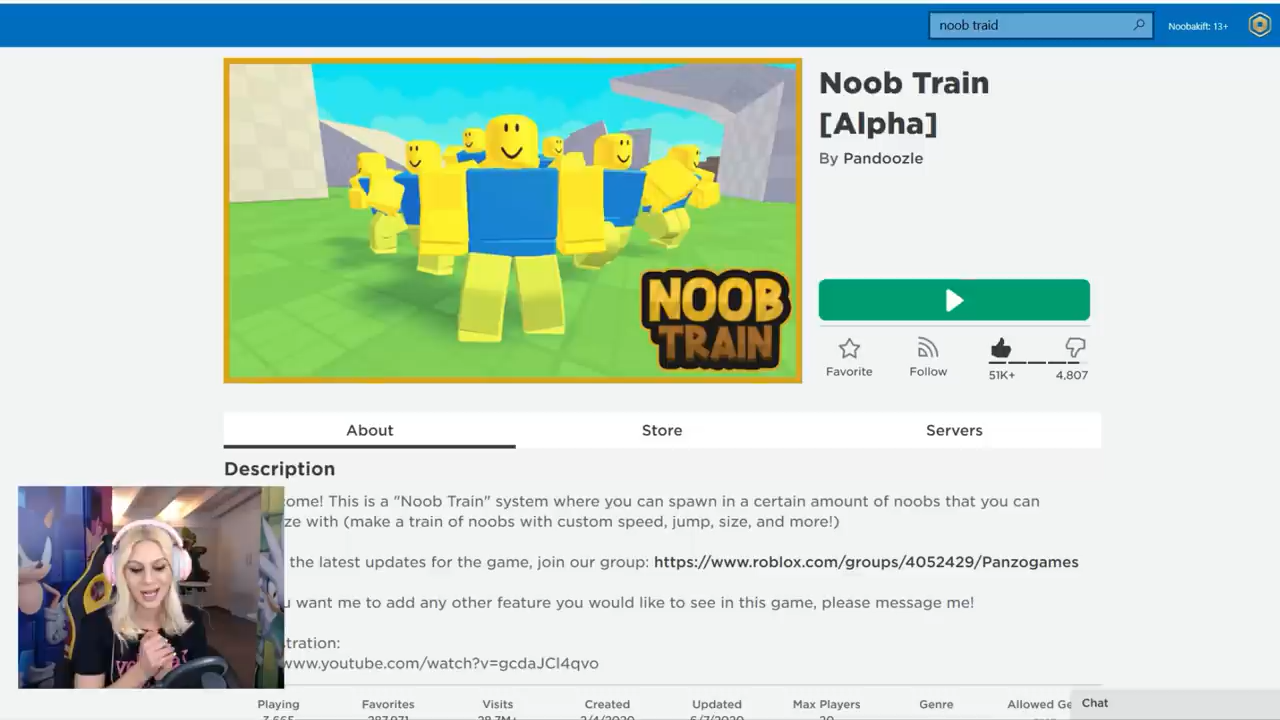 noob traid
Noobakift: 13+
Noob Train
[Alpha]
By Pandoozle
NOOB
TRAIN
Favorite
Follow
51K+
4,807
About
Store
Servers
Description
come! This is a "Noob Train" system where you can spawn in a certain amount of noobs that you can
ze with (make a train of noobs with custom speed, jump, size, and more!)
the latest updates for the game, join our group: https://www.roblox.com/groups/4052429/Panzogames
u want me to add any other feature you would like to see in this game, please message me!
stration:
www.youtube.com/watch?v=gcdaJCl4qvo
Playing
Favorites
Visits
Created
Updated
Max Players
Genre
Allowed Ge
Chat